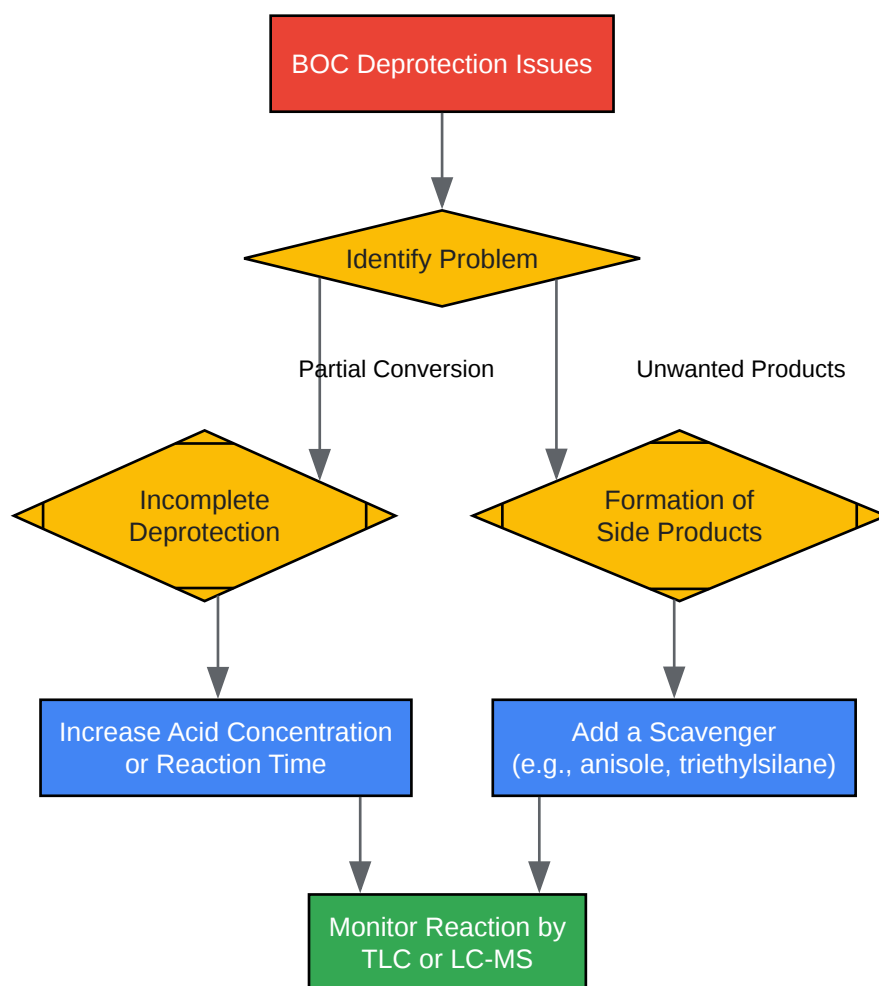 BOC Deprotection Issues
Identify Problem
Partial Conversion
Unwanted Products
Incomplete
Deprotection
Formation of
Side Products
Increase Acid Concentration
or Reaction Time
Add a Scavenger
(e.g., anisole, triethylsilane)
Monitor Reaction by
TLC or LC-MS